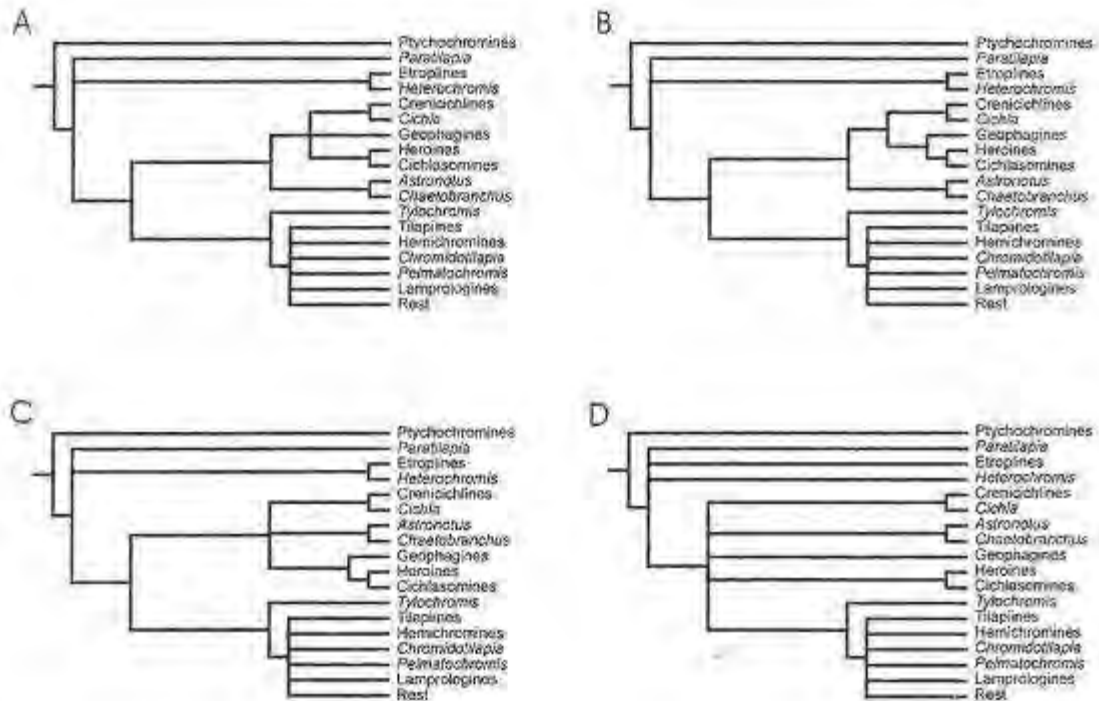 A
Ptychochromines
Paratilapia
Etroplines
Heterochromis
Crenicichlines
Cichla
Geophagines
Heroines
Cichlasomines
Astronotus
Chaetobranchus
Tylochromis
Tilapines
Hemichromines
Chromidotilapia
Pelmatochromis
Lamprologines
Rest
B
Ptychochromines
Paratilapia
Etroplines
Heterochromis
Crenicichlines
Cichla
Geophagines
Heroines
Cichlasomines
Astronotus
Chaetobranchus
Tylochromis
Tilapines
Hemichromines
Chromidotilapia
Pelmatochromis
Lamprologines
Rest
C
Ptychochromines
Paratilapia
Etroplines
Heterochromis
Crenicichlines
Cichla
Astronotus
Chaetobranchus
Geophagines
Heroines
Cichlasomines
Tylochromis
Tilapiines
Hemichromines
Chromidotilapia
Pelmatochromis
Lamprologines
Rest
D
Ptychochromines
Paratilapia
Etroplines
Heterochromis
Crenicichlines
Cichla
Astronotus
Chaetobranchus
Geophagines
Heroines
Cichlasomines
Tylochromis
Tilapiines
Hemichromines
Chromidotilapia
Pelmatochromis
Lamprologines
Rest